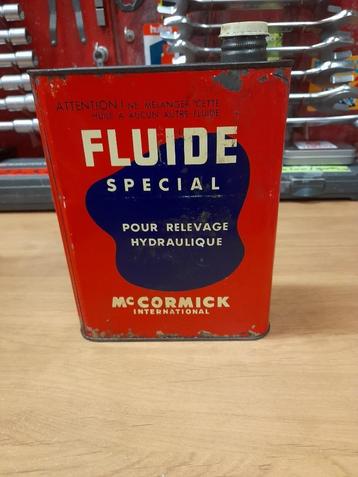 ATTENTION! NE MÉLANGER CETTE
HUILE A AUCUN AUTRE FLUIDE
FLUIDE
SPECIAL
POUR RELEVAGE
HYDRAULIQUE
McCORMICK
INTERNATIONAL